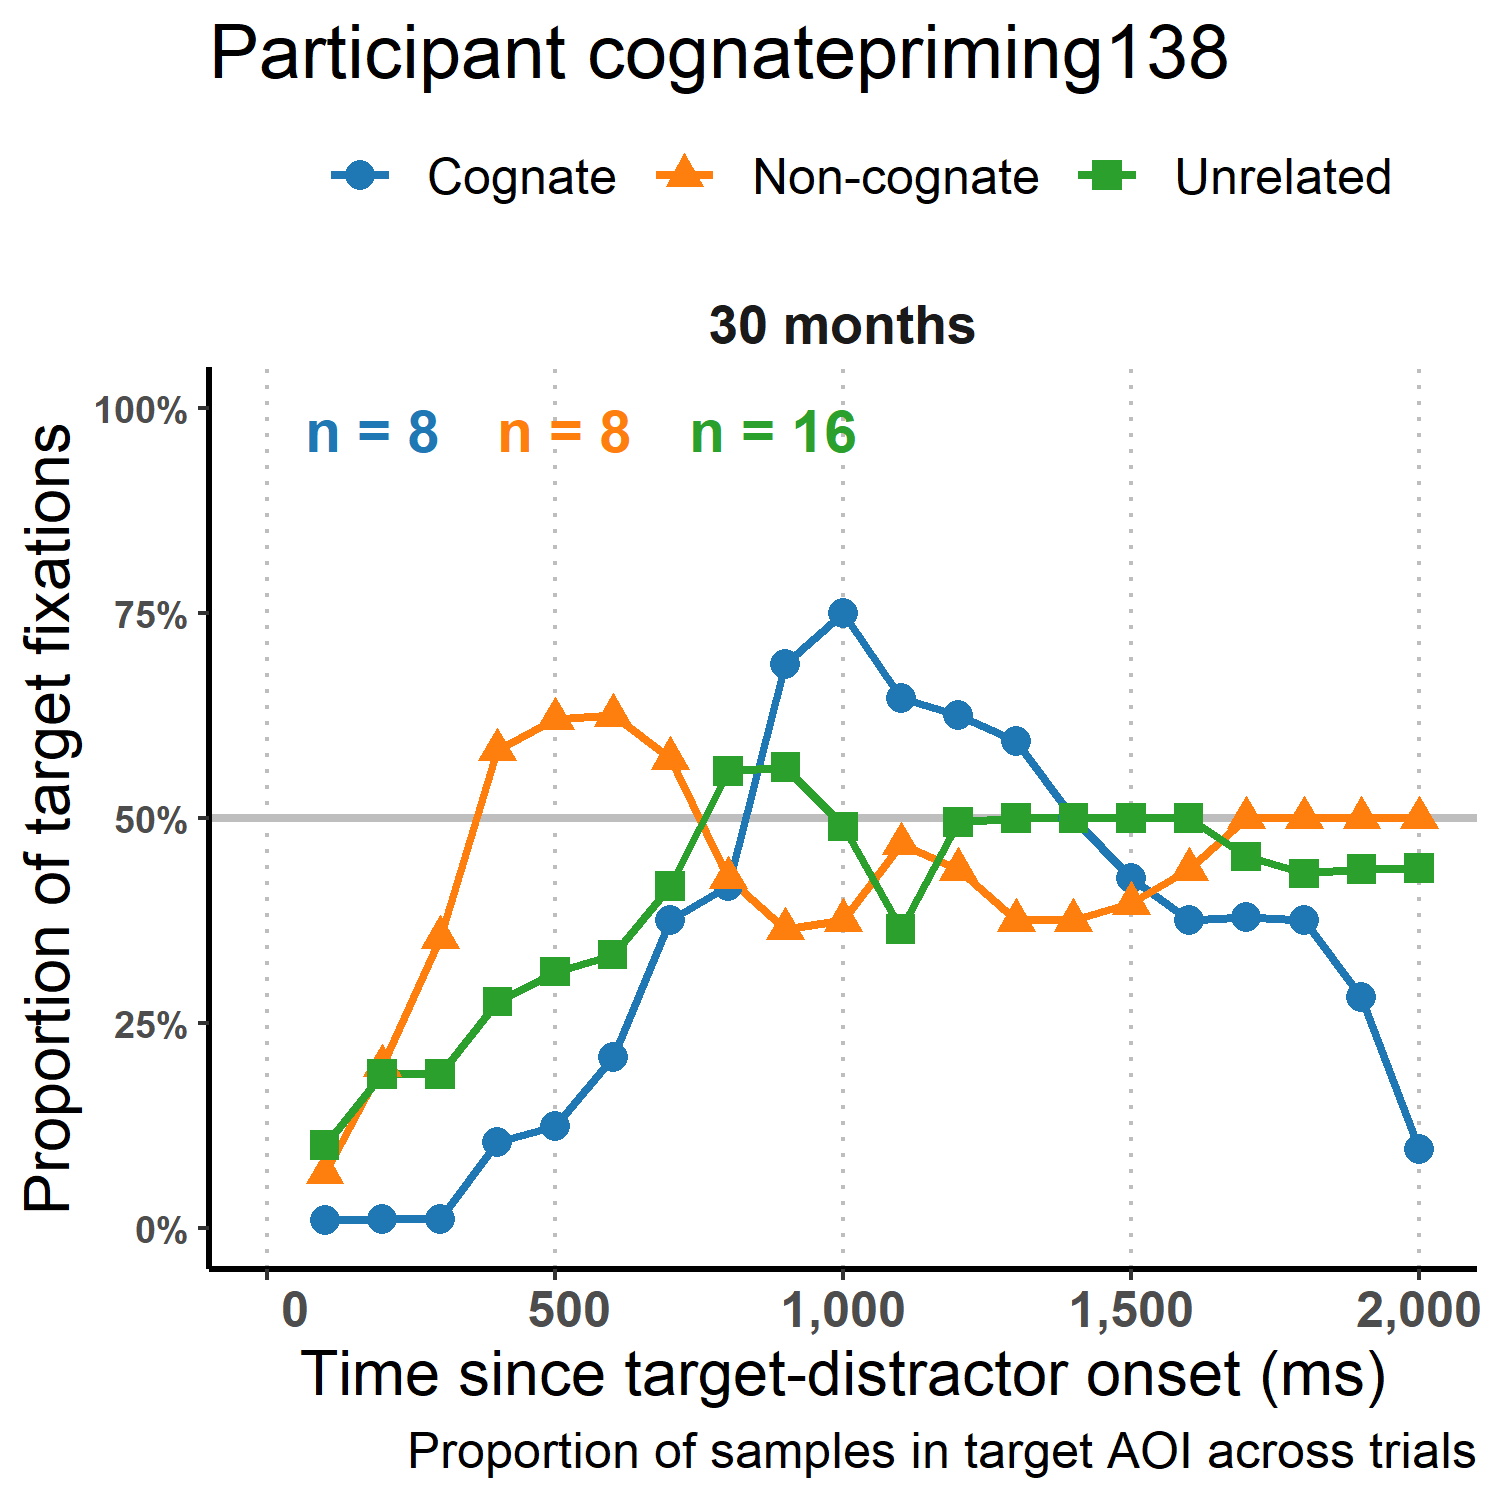 Participant cognatepriming138
Cognate Non-cognate Unrelated
30 months
n = 8 n = 8 n = 16
100%
75%
50%
25%
0%
Proportion of target fixations
0 500 1,000 1,500 2,000
Time since target-distractor onset (ms)
Proportion of samples in target AOI across trials